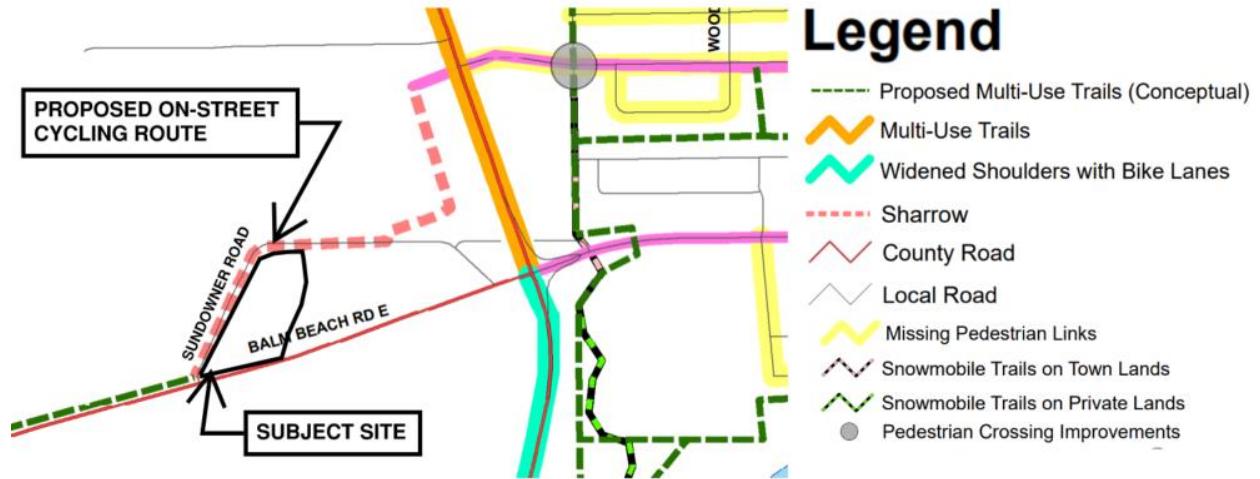 PROPOSED ON-STREET
CYCLING ROUTE
WOOD
SUNDOWNER ROAD
BALM BEACH RD E
SUBJECT SITE
Legend
Proposed Multi-Use Trails (Conceptual)
Multi-Use Trails
Widened Shoulders with Bike Lanes
Sharrow
County Road
Local Road
Missing Pedestrian Links
Snowmobile Trails on Town Lands
Snowmobile Trails on Private Lands
Pedestrian Crossing Improvements